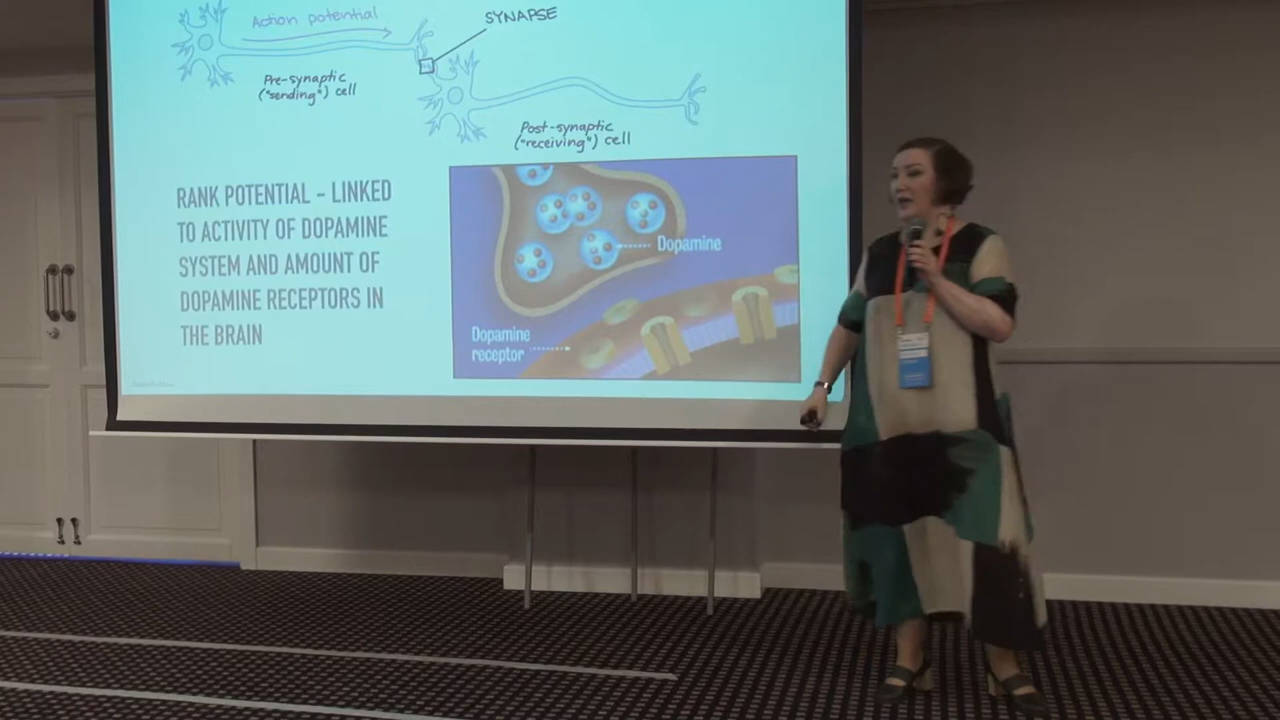 Action potential
SYNAPSE
Pre-synaptic
("sending") cell
Post-synaptic
("receiving") cell
RANK POTENTIAL – LINKED
TO ACTIVITY OF DOPAMINE
SYSTEM AND AMOUNT OF
DOPAMINE RECEPTORS IN
THE BRAIN
Dopamine
Dopamine
receptor